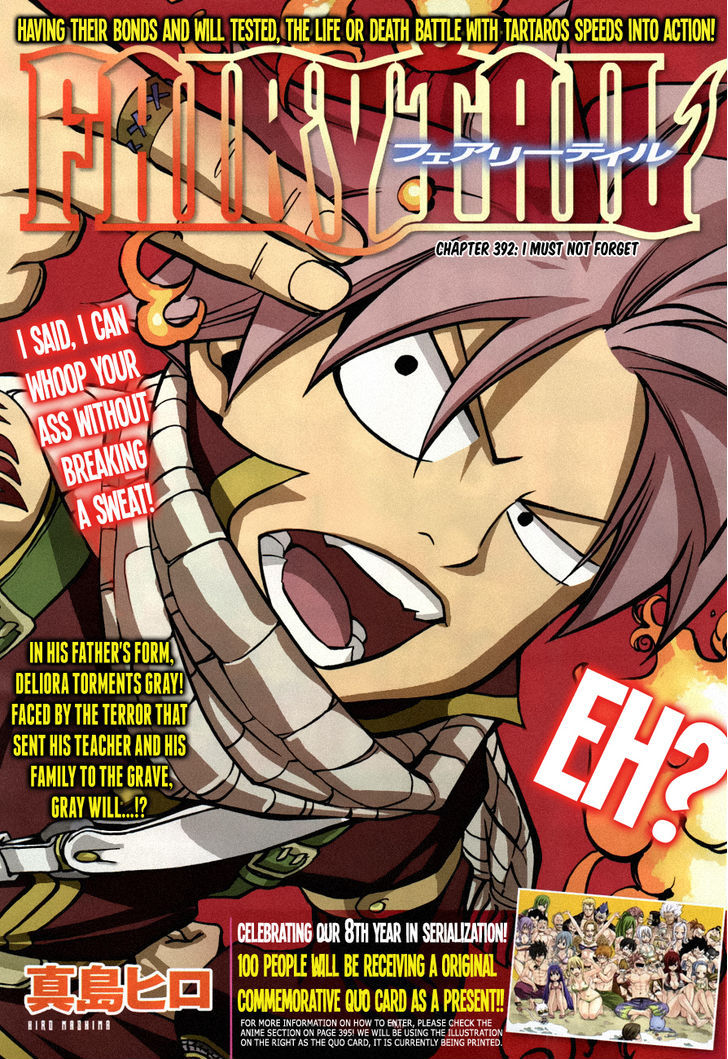 HAVING THEIR BONDS AND WILL TESTED, THE LIFE OR DEATH BATTLE WITH TARTAROS SPEEDS INTO ACTION!
FAIRY TAIL
フェアリーテイル
CHAPTER 392: I MUST NOT FORGET
I SAID, I CAN
WHOOP YOUR
ASS WITHOUT
BREAKING
A SWEAT!
IN HIS FATHER'S FORM,
DELIORA TORMENTS GRAY!
FACED BY THE TERROR THAT
SENT HIS TEACHER AND HIS
FAMILY TO THE GRAVE,
GRAY WILL...!?
EH?
CELEBRATING OUR 8TH YEAR IN SERIALIZATION!
100 PEOPLE WILL BE RECEIVING A ORIGINAL
COMMEMORATIVE QUO CARD AS A PRESENT!!
FOR MORE INFORMATION ON HOW TO ENTER, PLEASE CHECK THE
ANIME SECTION ON PAGE 395! WE WILL BE USING THE ILLUSTRATION
ON THE RIGHT AS THE QUO CARD, IT IS CURRENTLY BEING PRINTED.
真島ヒロ
HIRO MASHIMA